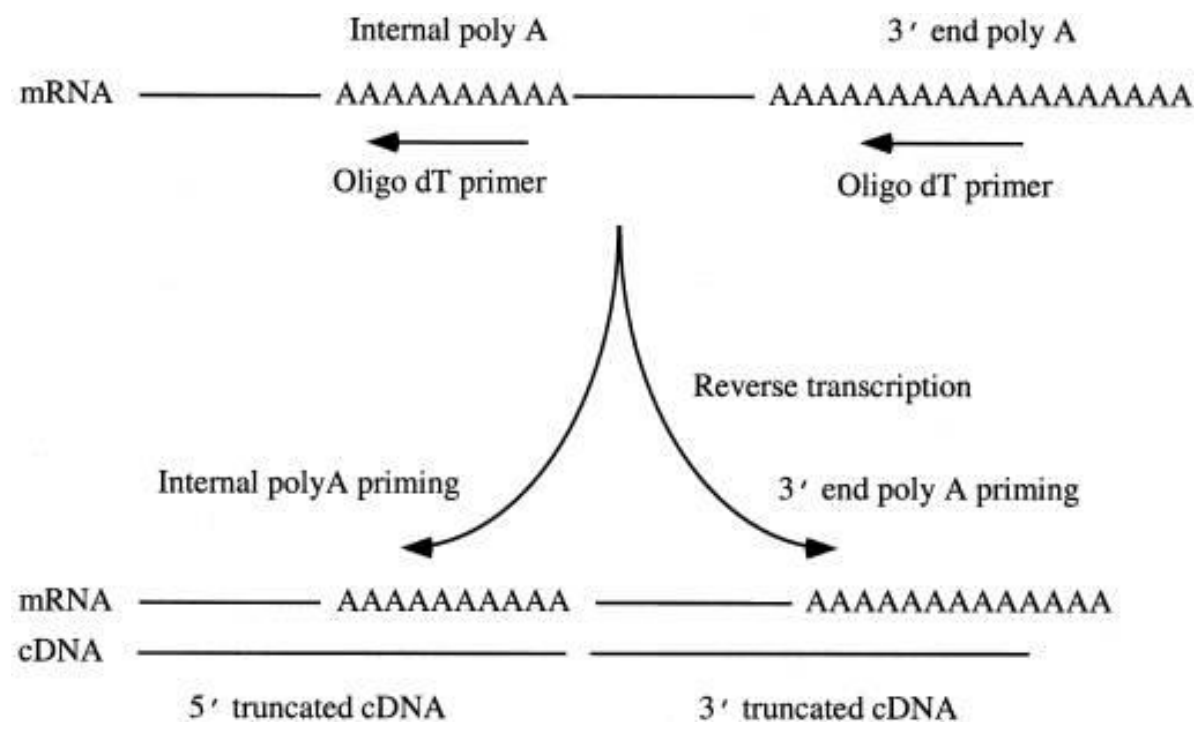 Internal poly A 3′ end poly A
mRNA AAAAAAAAAA AAAAAAAAAAAAAAAAAA
Oligo dT primer Oligo dT primer
Reverse transcription
Internal polyA priming 3′ end poly A priming
mRNA AAAAAAAAAA AAAAAAAAAAAAA
cDNA
5′ truncated cDNA 3′ truncated cDNA